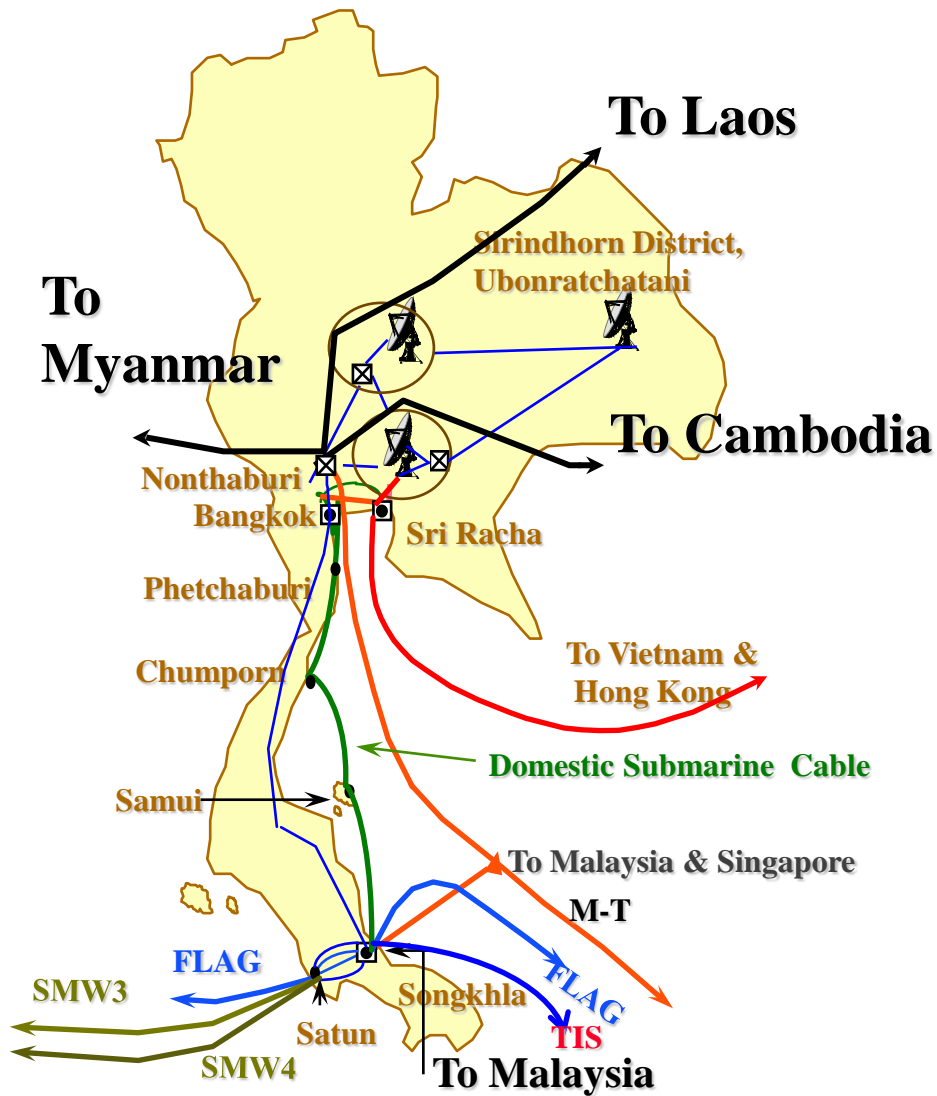 To Laos
Sirindhorn District,
Ubonratchatani
To
Myanmar
To Cambodia
Nonthaburi
Bangkok
Sri Racha
Phetchaburi
To Vietnam &
Hong Kong
Chumporn
Domestic Submarine  Cable
Samui
To Malaysia & Singapore
M-T
FLAG
SMW3
Songkhla
FLAG
Satun
TIS
SMW4
To Malaysia